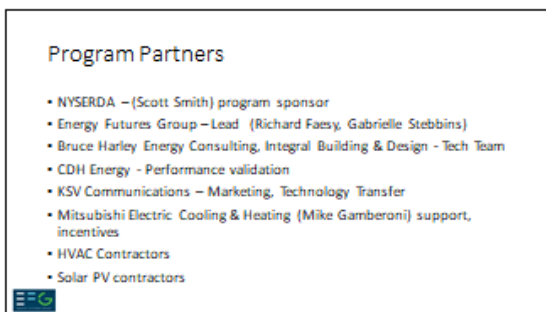 Program Partners
▪ NYSERDA – (Scott Smith) program sponsor
▪ Energy Futures Group – Lead (Richard Faesy, Gabrielle Stebbins)
▪ Bruce Harley Energy Consulting, Integral Building & Design - Tech Team
▪ CDH Energy - Performance validation
▪ KSV Communications – Marketing, Technology Transfer
▪ Mitsubishi Electric Cooling & Heating (Mike Gamberoni) support,
incentives
▪ HVAC Contractors
▪ Solar PV contractors
EFG